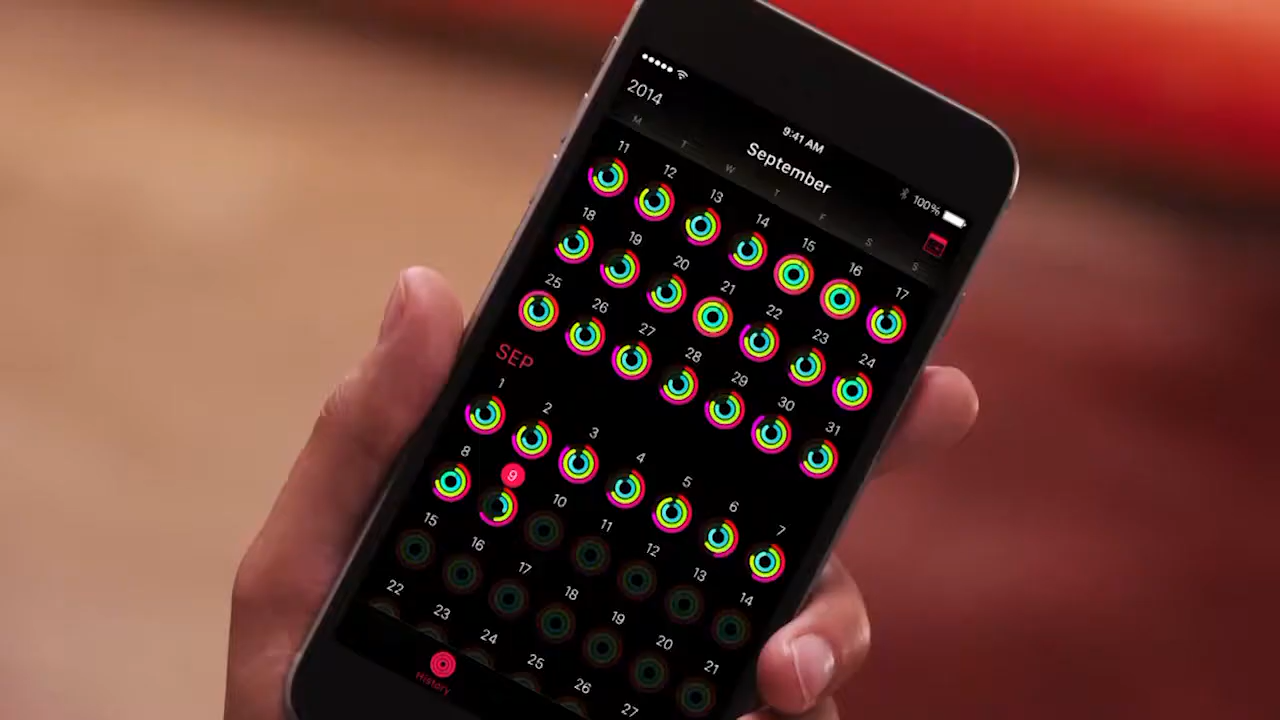 9:41 AM
100%
2014
September
M T W T F S S
11 12 13 14 15 16 17
18 19 20 21 22 23 24
25 26 27 28 29 30 31
SEP
1 2 3 4 5 6 7
8 9 10 11 12 13 14
15 16 17 18 19 20 21
22 23 24 25 26 27
History